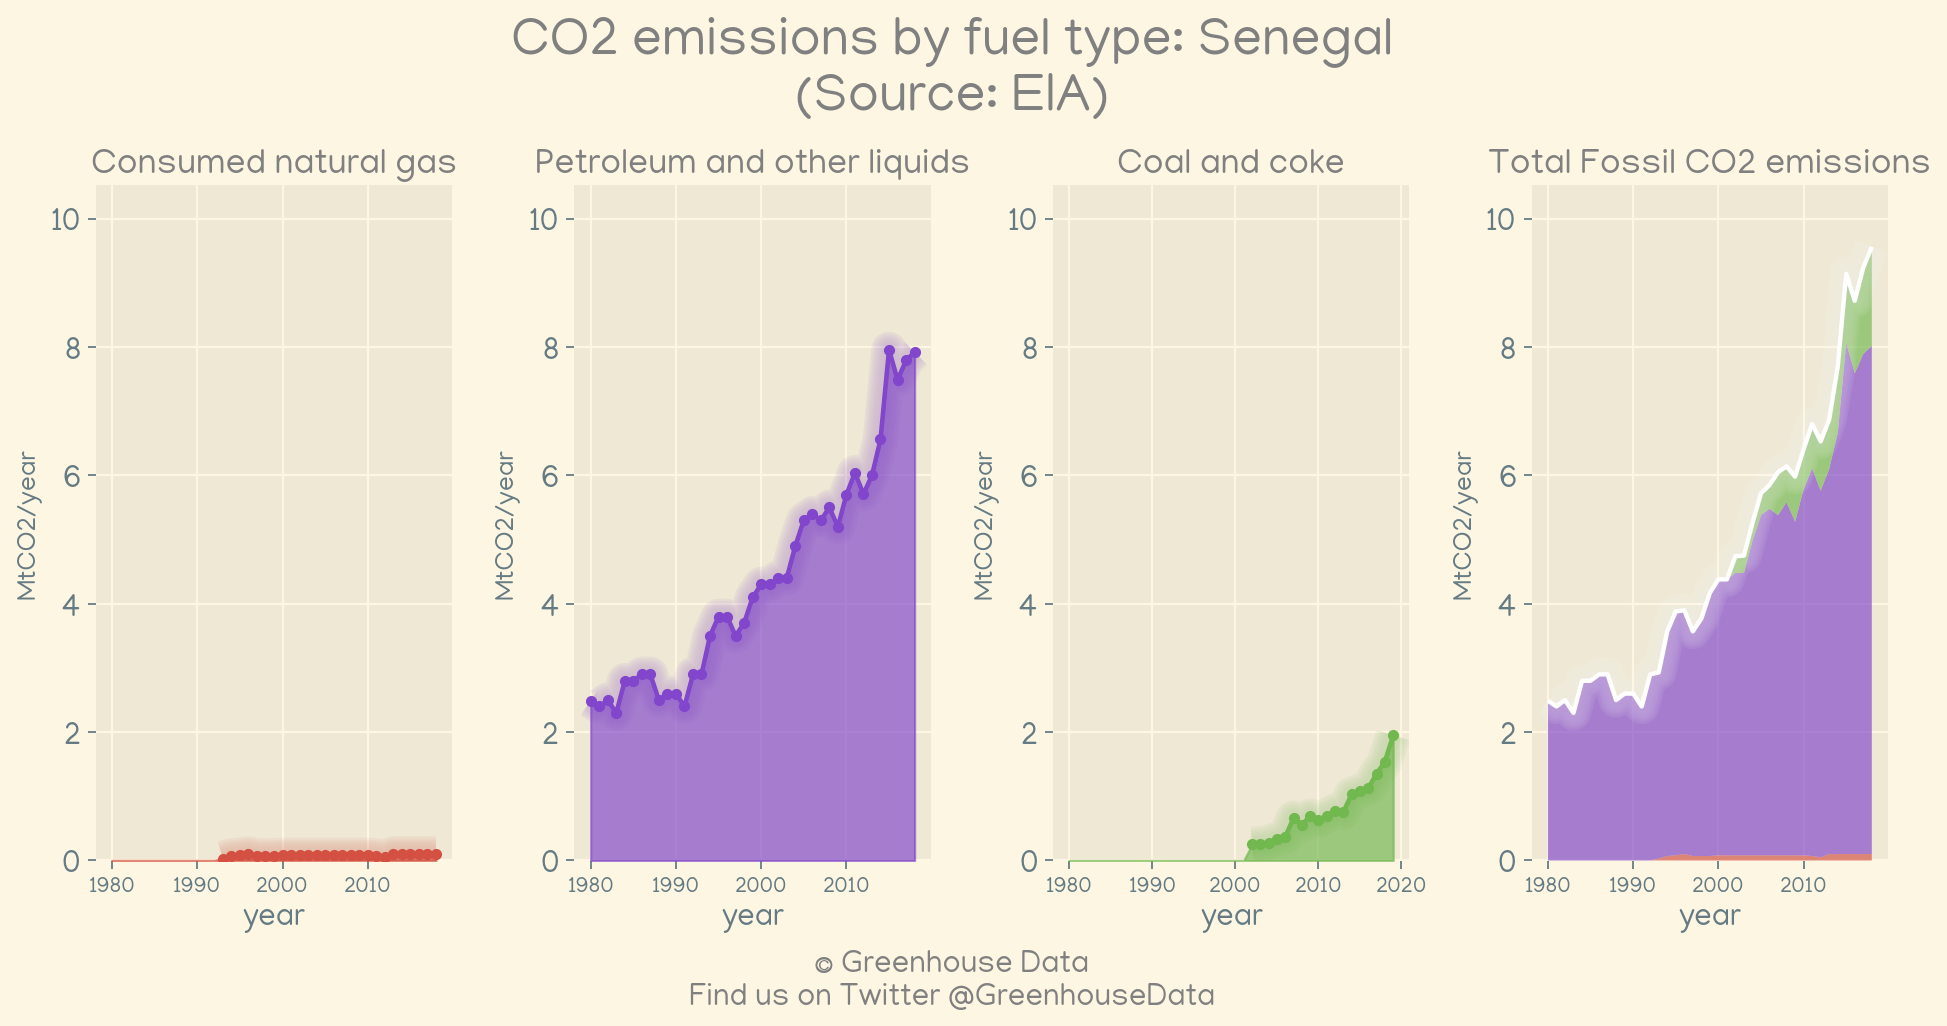 CO2 emissions by fuel type: Senegal
(Source: EIA)
Consumed natural gas
Petroleum and other liquids
Coal and coke
Total Fossil CO2 emissions
MtCO2/year
10
8
6
4
2
0
1980 1990 2000 2010
year
MtCO2/year
10
8
6
4
2
0
1980 1990 2000 2010
year
MtCO2/year
10
8
6
4
2
0
1980 1990 2000 2010 2020
year
MtCO2/year
10
8
6
4
2
0
1980 1990 2000 2010
year
© Greenhouse Data
Find us on Twitter @GreenhouseData